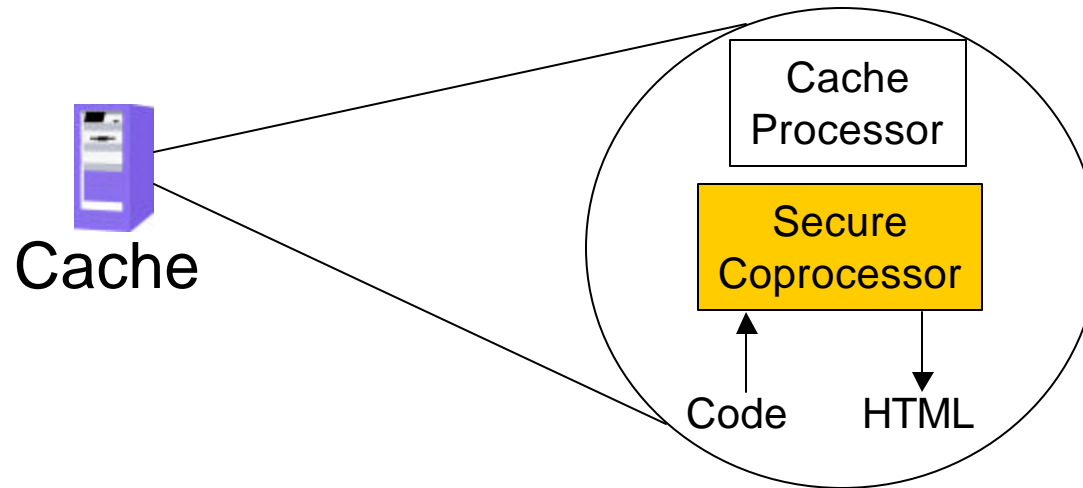 Cache
Processor
Secure
Coprocessor
Cache
Code
HTML